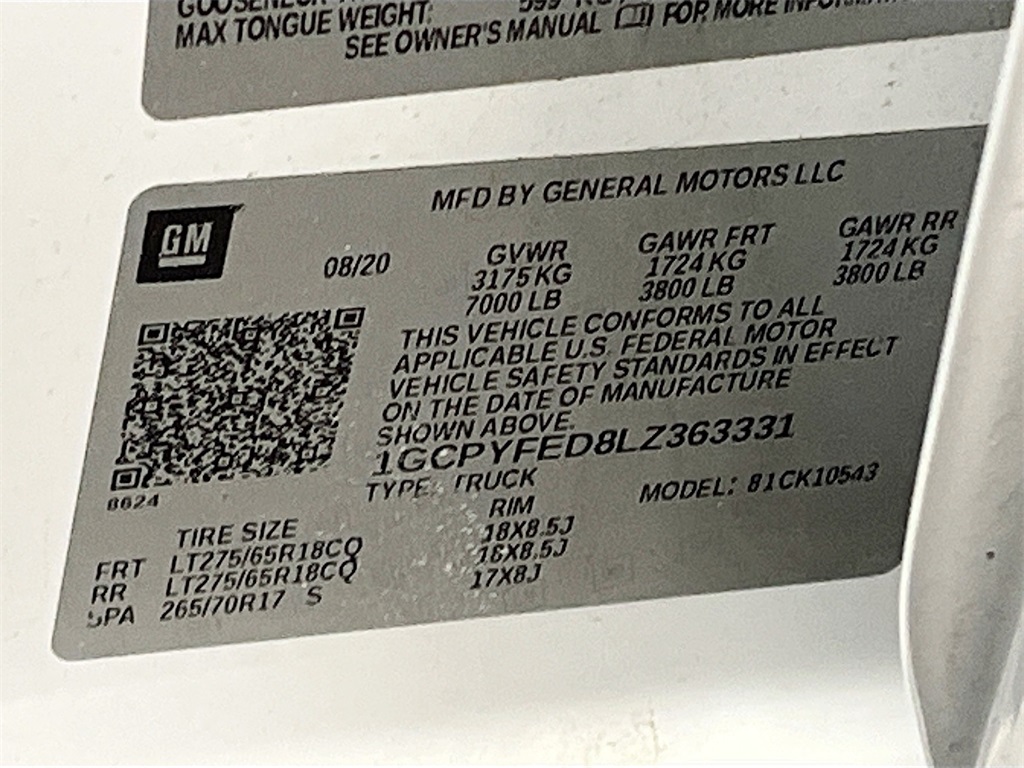 MAX TONGUE WEIGHT:
SEE OWNER'S MANUAL FOR MORE
GM
MFD BY GENERAL MOTORS LLC
08/20
GVWR GAWR FRT GAWR RR
3175 KG 1724 KG 1724 KG
7000 LB 3800 LB 3800 LB
THIS VEHICLE CONFORMS TO ALL
APPLICABLE U.S. FEDERAL MOTOR
VEHICLE SAFETY STANDARDS IN EFFECT
ON THE DATE OF MANUFACTURE
SHOWN ABOVE.
1GCPYFED8LZ363331
8624
TYPE: TRUCK MODEL: 81CK10543
TIRE SIZE RIM
FRT LT275/65R18CQ 18X8.5J
RR LT275/65R18CQ 18X8.5J
SPA 265/70R17 S 17X8J